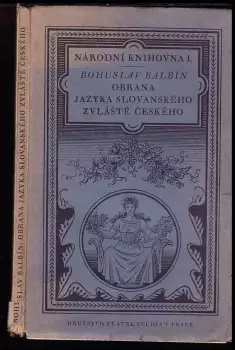 NÁRODNÍ KNIHOVNA I.
BOHUSLAV BALBÍN
OBRANA
JAZYKA SLOVANSKÉHO
ZVLÁŠTĚ ČESKÉHO
DRUŽSTVO PŘÁTEL STUDIA V PRAZE
BOHUSLAV BALBÍN: OBRANA JAZYKA SLOVANSKÉHO ZVLÁŠTĚ ČESKÉHO